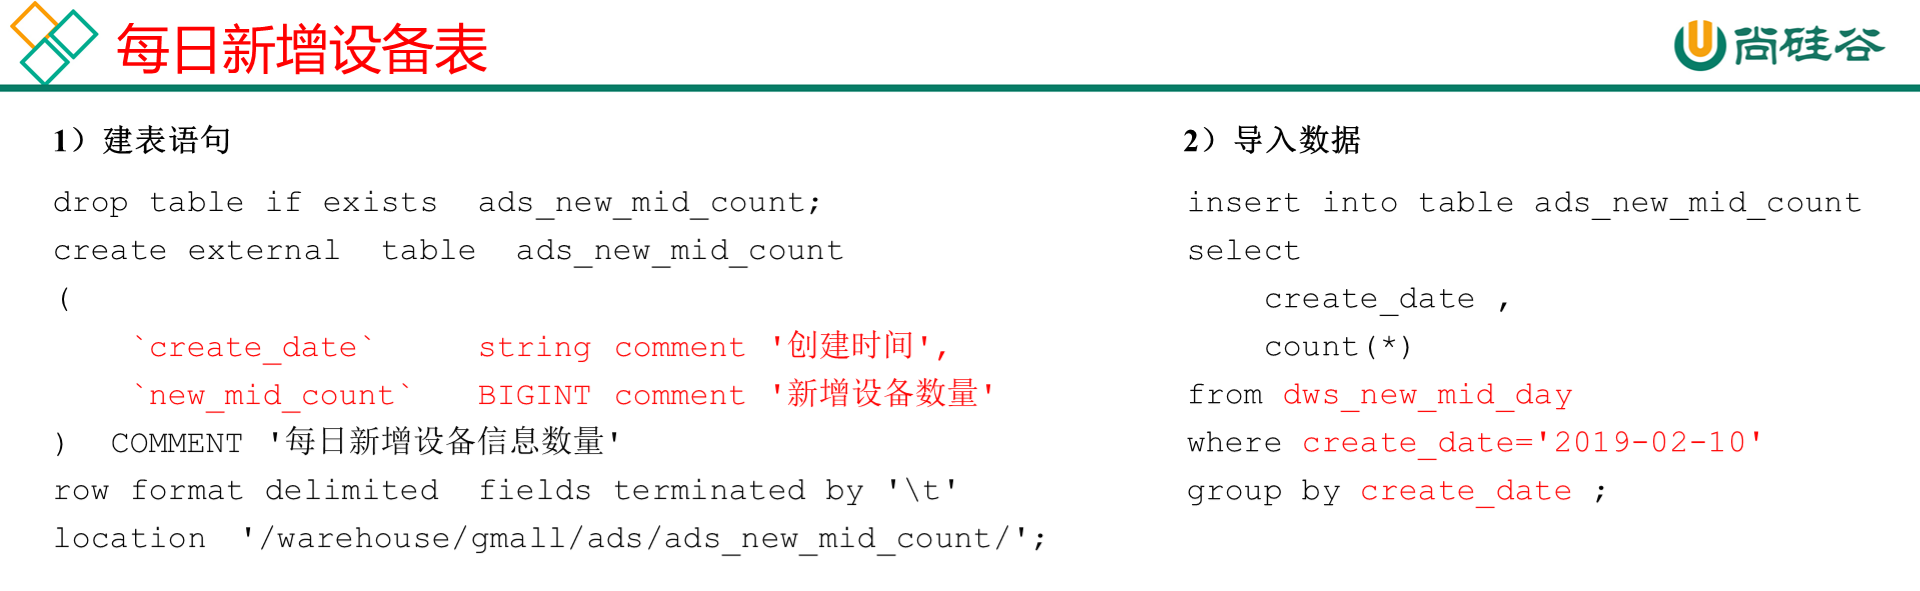 每日新增设备表
尚硅谷
1）建表语句
drop table if exists  ads_new_mid_count;
create external  table  ads_new_mid_count
(
    `create_date`     string comment '创建时间',
    `new_mid_count`   BIGINT comment '新增设备数量'
)  COMMENT '每日新增设备信息数量'
row format delimited  fields terminated by '\t'
location  '/warehouse/gmall/ads/ads_new_mid_count/';
2）导入数据
insert into table ads_new_mid_count
select
    create_date ,
    count(*)
from dws_new_mid_day
where create_date='2019-02-10'
group by create_date ;